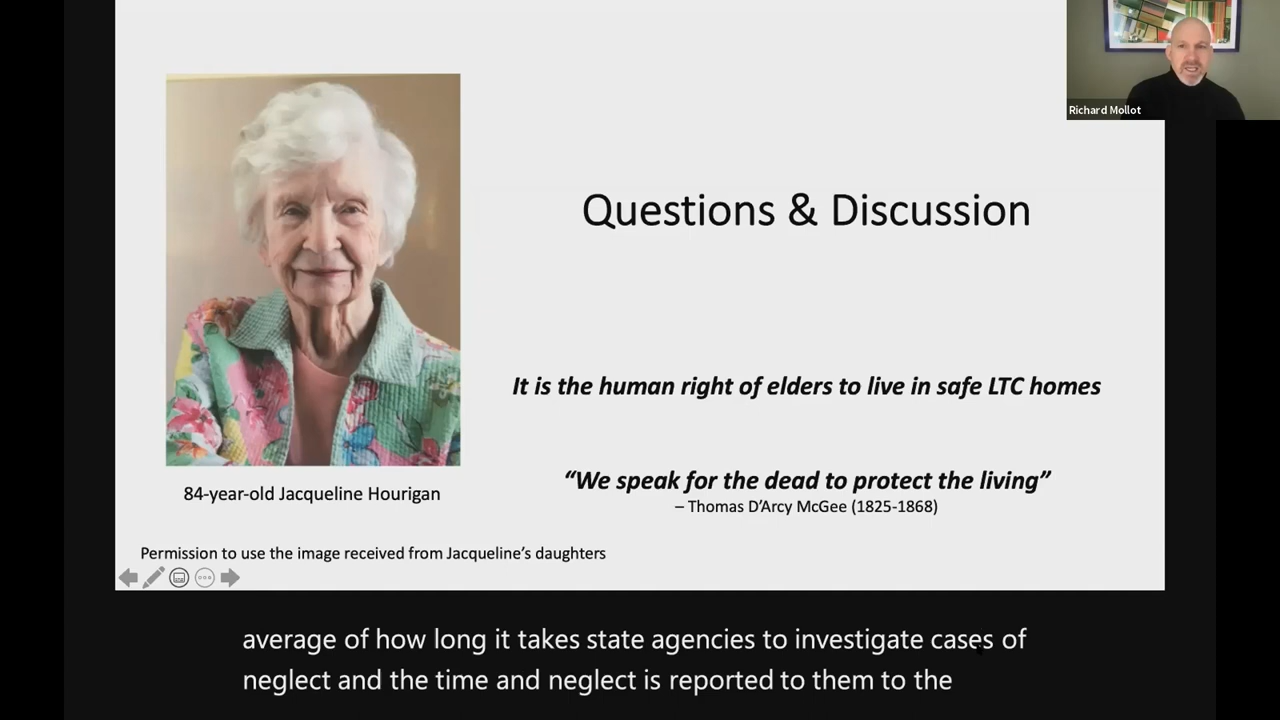 Richard Mollot
Questions & Discussion
It is the human right of elders to live in safe LTC homes
“We speak for the dead to protect the living”
– Thomas D’Arcy McGee (1825-1868)
84-year-old Jacqueline Hourigan
Permission to use the image received from Jacqueline’s daughters
average of how long it takes state agencies to investigate cases of
neglect and the time and neglect is reported to them to the